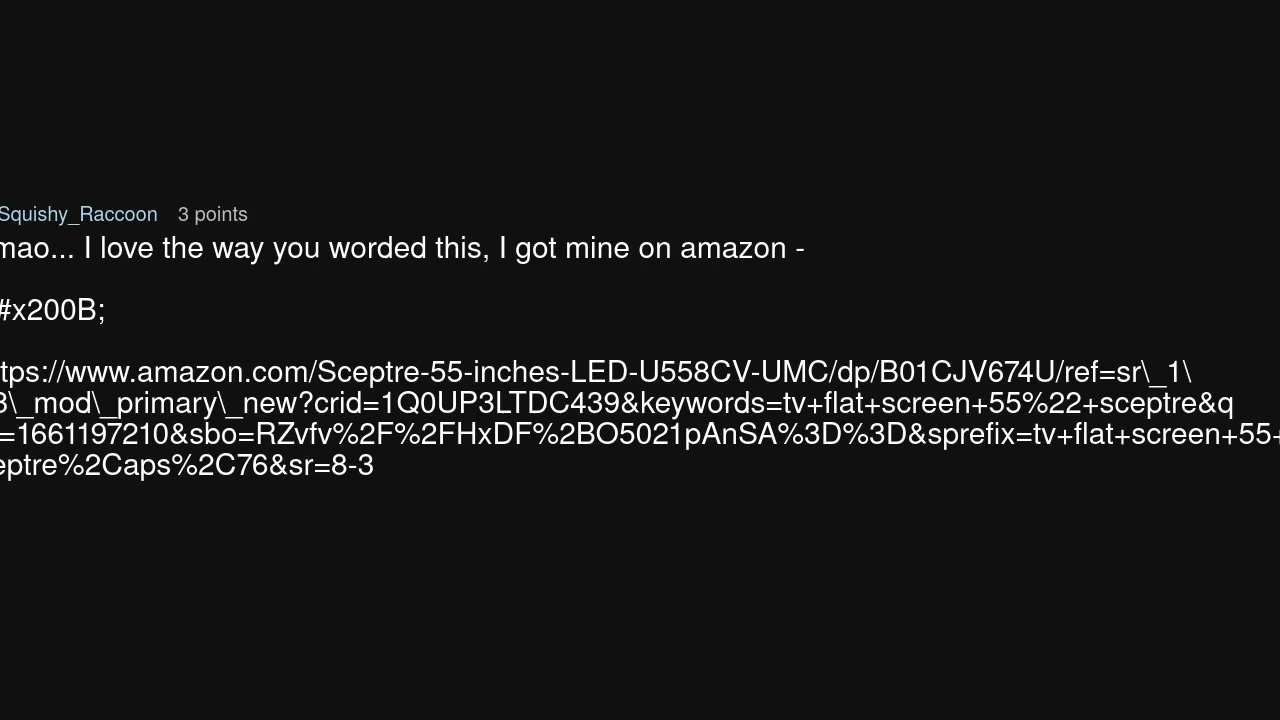 Squishy_Raccoon 3 points
mao... I love the way you worded this, I got mine on amazon -
#x200B;
tps://www.amazon.com/Sceptre-55-inches-LED-U558CV-UMC/dp/B01CJV674U/ref=sr\_1\
3\_mod\_primary\_new?crid=1Q0UP3LTDC439&keywords=tv+flat+screen+55%22+sceptre&q
=1661197210&sbo=RZvfv%2F%2FHxDF%2BO5021pAnSA%3D%3D&sprefix=tv+flat+screen+55+
eptre%2Caps%2C76&sr=8-3